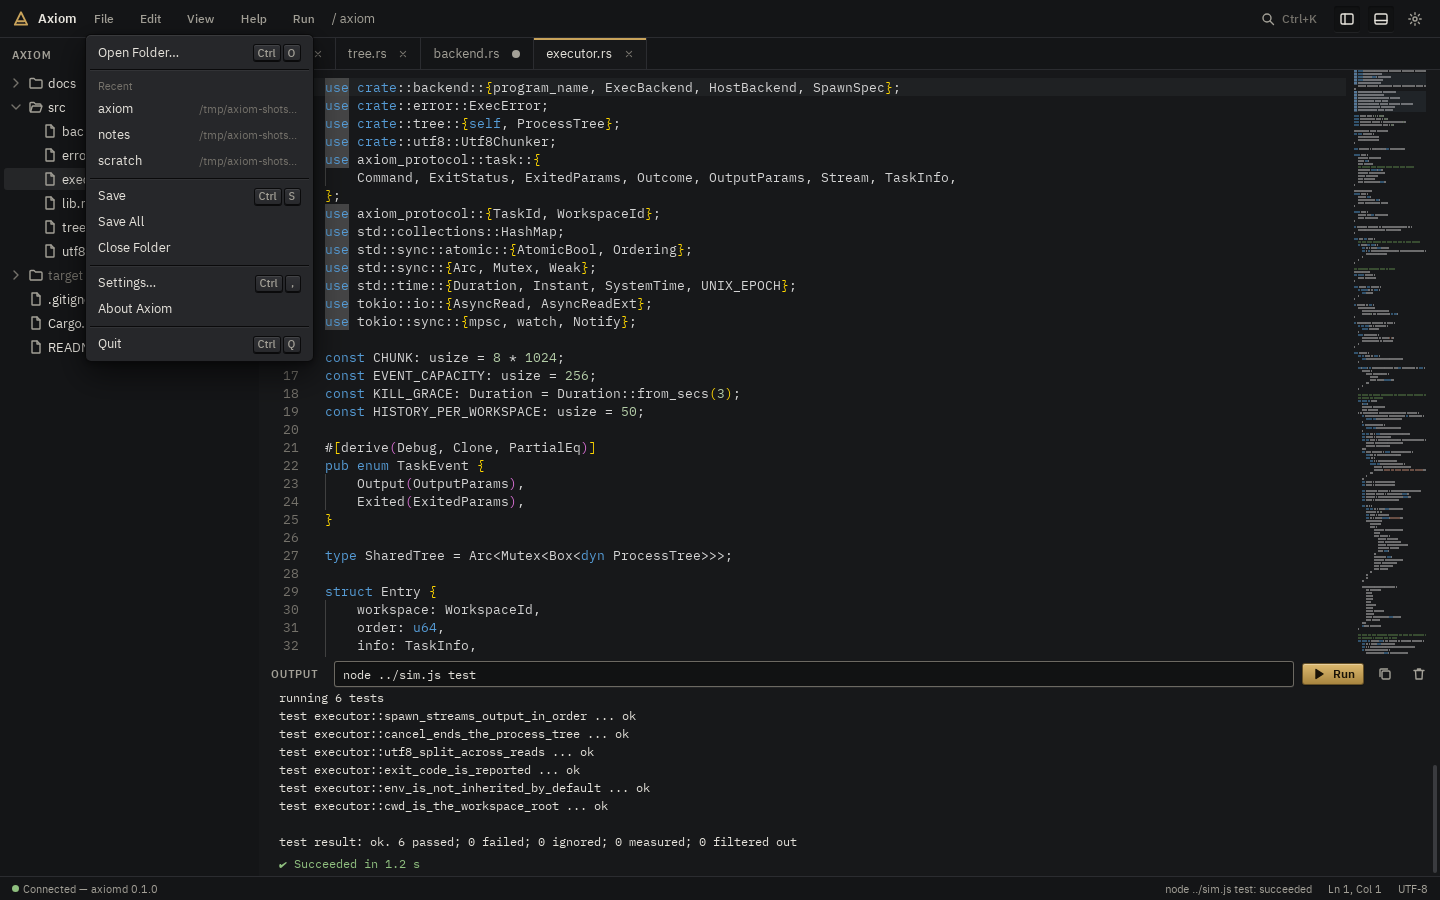 Axiom File Edit View Help Run / axiom Ctrl+K
AXIOM
docs
src
target
Open Folder... Ctrl O
Recent
axiom /tmp/axiom-shots...
notes /tmp/axiom-shots...
scratch /tmp/axiom-shots...
Save Ctrl S
Save All
Close Folder
Settings... Ctrl ,
About Axiom
Quit Ctrl Q
tree.rs backend.rs executor.rs
use crate::backend::{program_name, ExecBackend, HostBackend, SpawnSpec};
use crate::error::ExecError;
use crate::tree::{self, ProcessTree};
use crate::utf8::Utf8Chunker;
use axiom_protocol::task::{
Command, ExitStatus, ExitedParams, Outcome, OutputParams, Stream, TaskInfo,
};
use axiom_protocol::{TaskId, WorkspaceId};
use std::collections::HashMap;
use std::sync::atomic::{AtomicBool, Ordering};
use std::sync::{Arc, Mutex, Weak};
use std::time::{Duration, Instant, SystemTime, UNIX_EPOCH};
use tokio::io::{AsyncRead, AsyncReadExt};
use tokio::sync::{mpsc, watch, Notify};
const CHUNK: usize = 8 * 1024;
17 const EVENT_CAPACITY: usize = 256;
18 const KILL_GRACE: Duration = Duration::from_secs(3);
19 const HISTORY_PER_WORKSPACE: usize = 50;
20
21 #[derive(Debug, Clone, PartialEq)]
22 pub enum TaskEvent {
23 Output(OutputParams),
24 Exited(ExitedParams),
25 }
26
27 type SharedTree = Arc<Mutex<Box<dyn ProcessTree>>>;
28
29 struct Entry {
30 workspace: WorkspaceId,
31 order: u64,
32 info: TaskInfo,
OUTPUT node ../sim.js test Run
running 6 tests
test executor::spawn_streams_output_in_order ... ok
test executor::cancel_ends_the_process_tree ... ok
test executor::utf8_split_across_reads ... ok
test executor::exit_code_is_reported ... ok
test executor::env_is_not_inherited_by_default ... ok
test executor::cwd_is_the_workspace_root ... ok
test result: ok. 6 passed; 0 failed; 0 ignored; 0 measured; 0 filtered out
✔ Succeeded in 1.2 s
Connected — axiomd 0.1.0 node ../sim.js test: succeeded Ln 1, Col 1 UTF-8